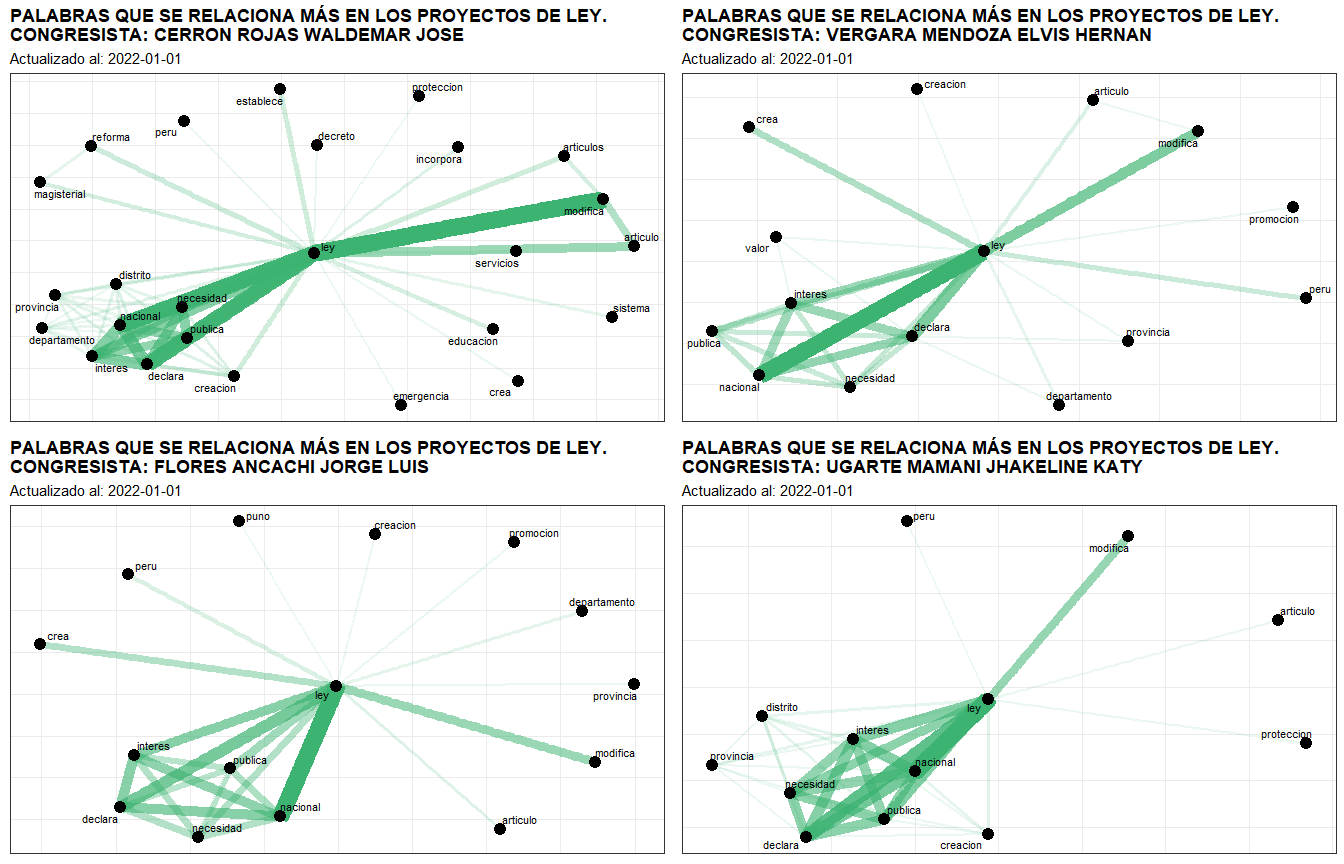 PALABRAS QUE SE RELACIONA MÁS EN LOS PROYECTOS DE LEY.
CONGRESISTA: CERRON ROJAS WALDEMAR JOSE
Actualizado al: 2022-01-01
proteccion
establece
peru
reforma
decreto
incorpora
articulos
magisterial
modifica
articulo
ley
servicios
distrito
necesidad
provincia
nacional
sistema
publica
departamento
educacion
interes
declara
creacion
crea
emergencia
PALABRAS QUE SE RELACIONA MÁS EN LOS PROYECTOS DE LEY.
CONGRESISTA: VERGARA MENDOZA ELVIS HERNAN
Actualizado al: 2022-01-01
creacion
articulo
crea
modifica
promocion
valor
ley
peru
interes
declara
provincia
publica
necesidad
nacional
departamento
PALABRAS QUE SE RELACIONA MÁS EN LOS PROYECTOS DE LEY.
CONGRESISTA: FLORES ANCACHI JORGE LUIS
Actualizado al: 2022-01-01
puno
creacion
promocion
peru
departamento
crea
ley
provincia
interes
modifica
publica
nacional
declara
necesidad
articulo
PALABRAS QUE SE RELACIONA MÁS EN LOS PROYECTOS DE LEY.
CONGRESISTA: UGARTE MAMANI JHAKELINE KATY
Actualizado al: 2022-01-01
peru
modifica
articulo
distrito
ley
interes
proteccion
provincia
nacional
necesidad
publica
declara
creacion